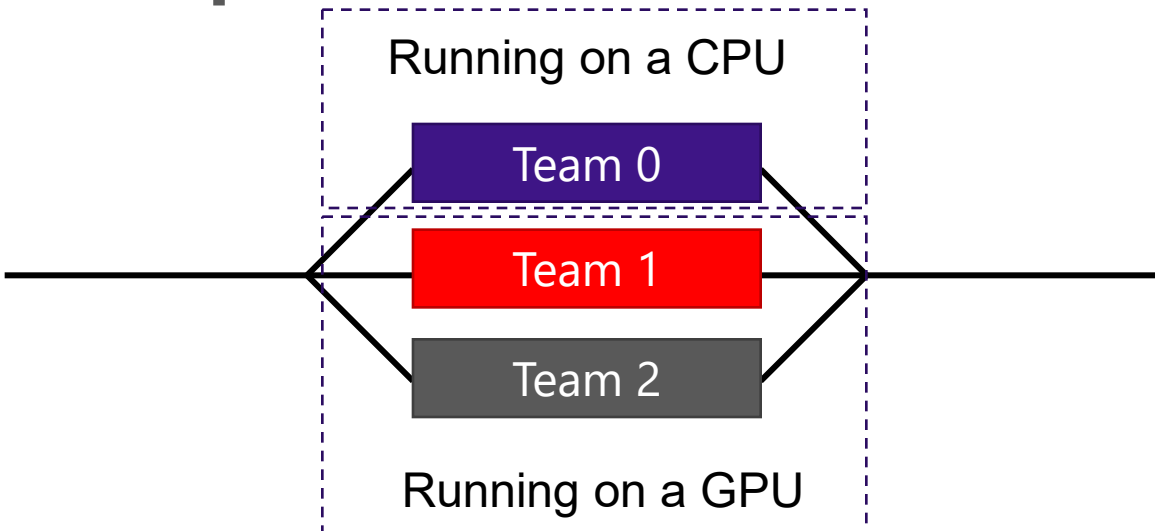 Running on a CPU
Team 0
Team 1
Team 2
Running on a GPU